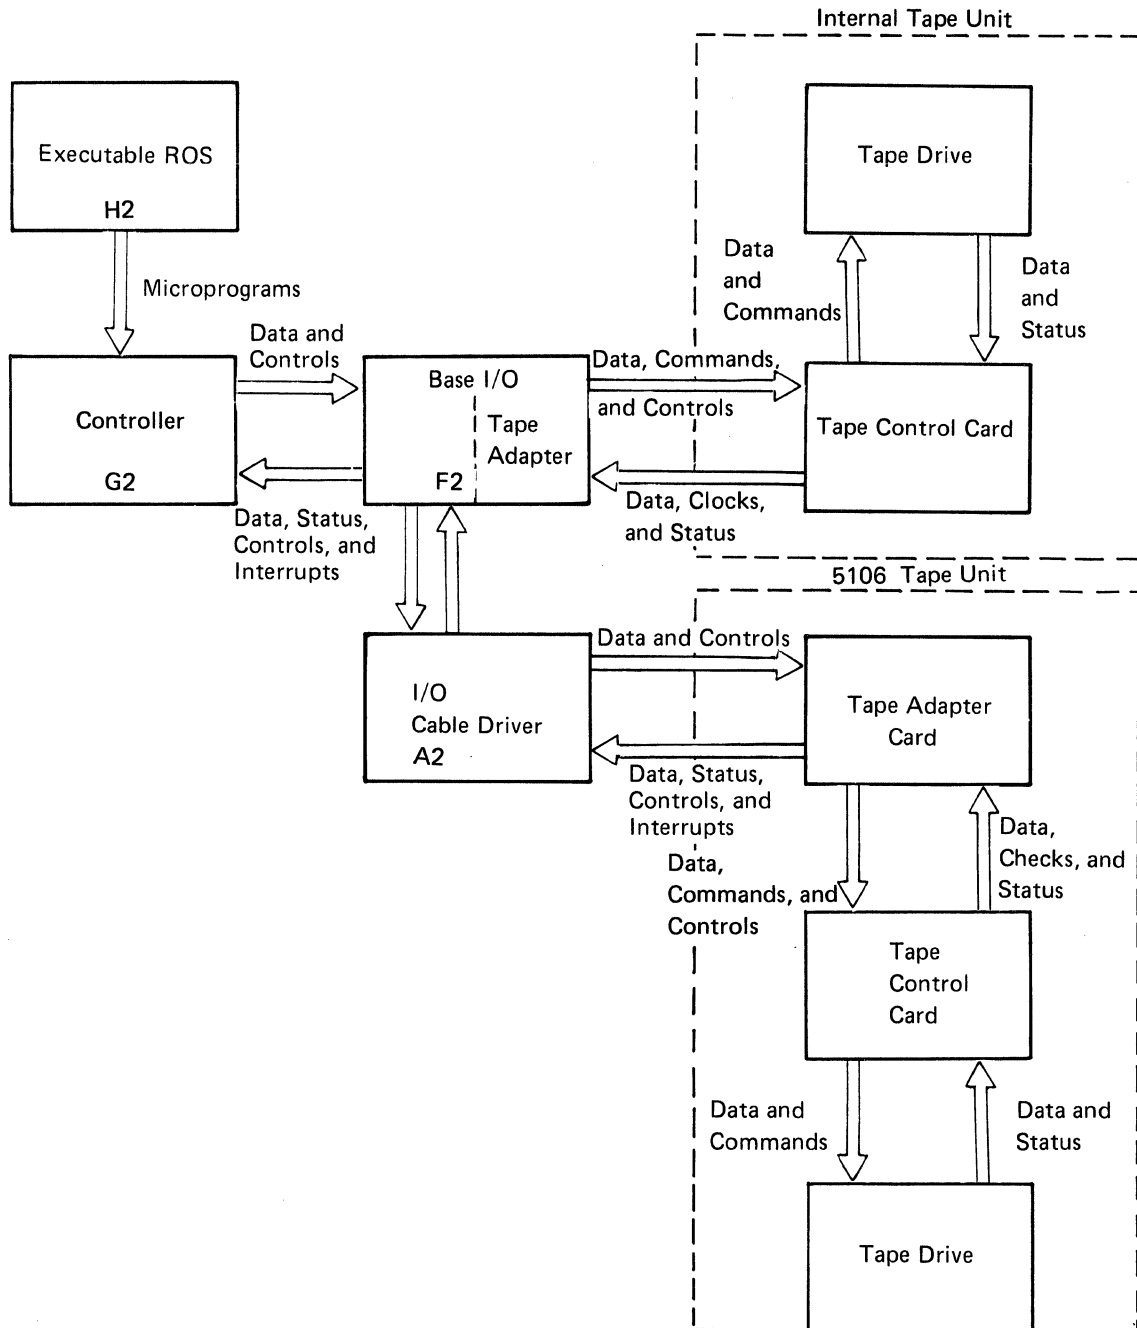 Internal Tape Unit
Executable ROS
H2
Tape Drive
Data
and
Commands
Data
and
Status
Microprograms
Data and
Controls
Controller
G2
Base I/O
Tape
Adapter
F2
Data, Commands,
and Controls
Tape Control Card
Data, Clocks,
and Status
Data, Status,
Controls, and
Interrupts
5106 Tape Unit
I/O
Cable Driver
A2
Data and Controls
Tape Adapter
Card
Data, Status,
Controls, and
Interrupts
Data,
Commands, and
Controls
Data,
Checks, and
Status
Tape
Control
Card
Data and
Commands
Data and
Status
Tape Drive